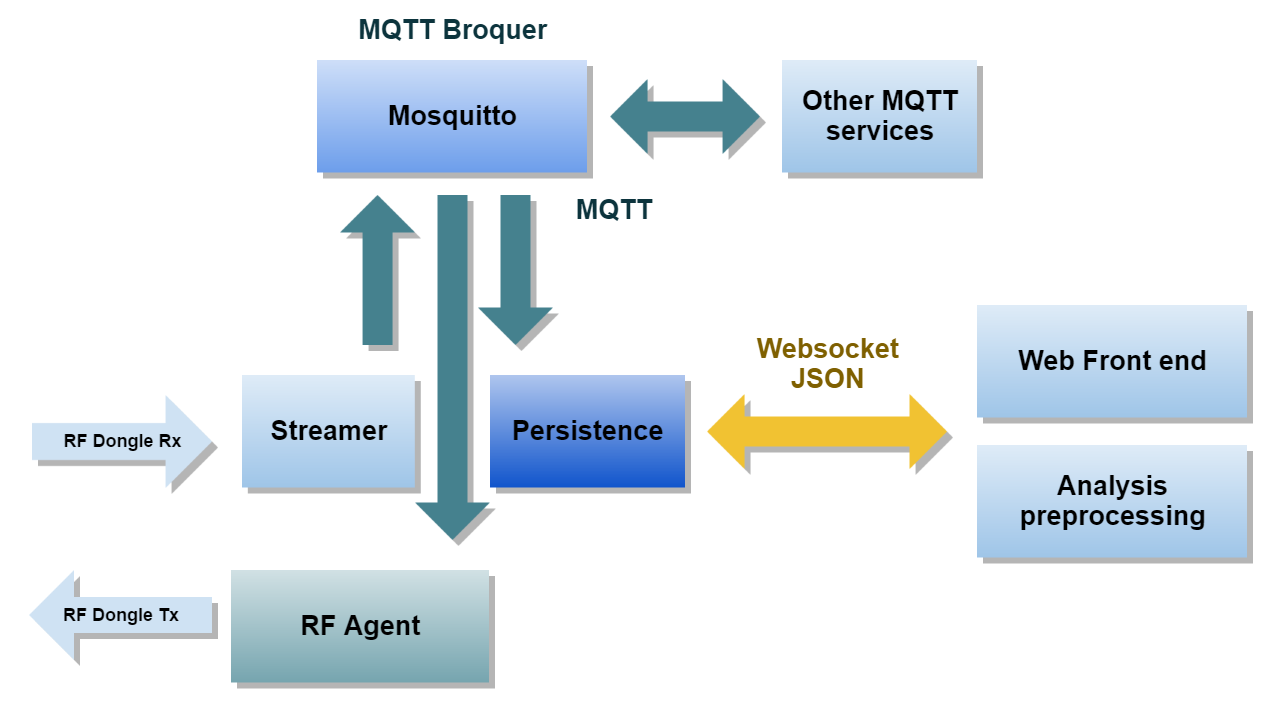 MQTT Broquer
Mosquitto
Other MQTT
services
MQTT
Websocket
JSON
Web Front end
RF Dongle Rx
Streamer
Persistence
Analysis
preprocessing
RF Dongle Tx
RF Agent